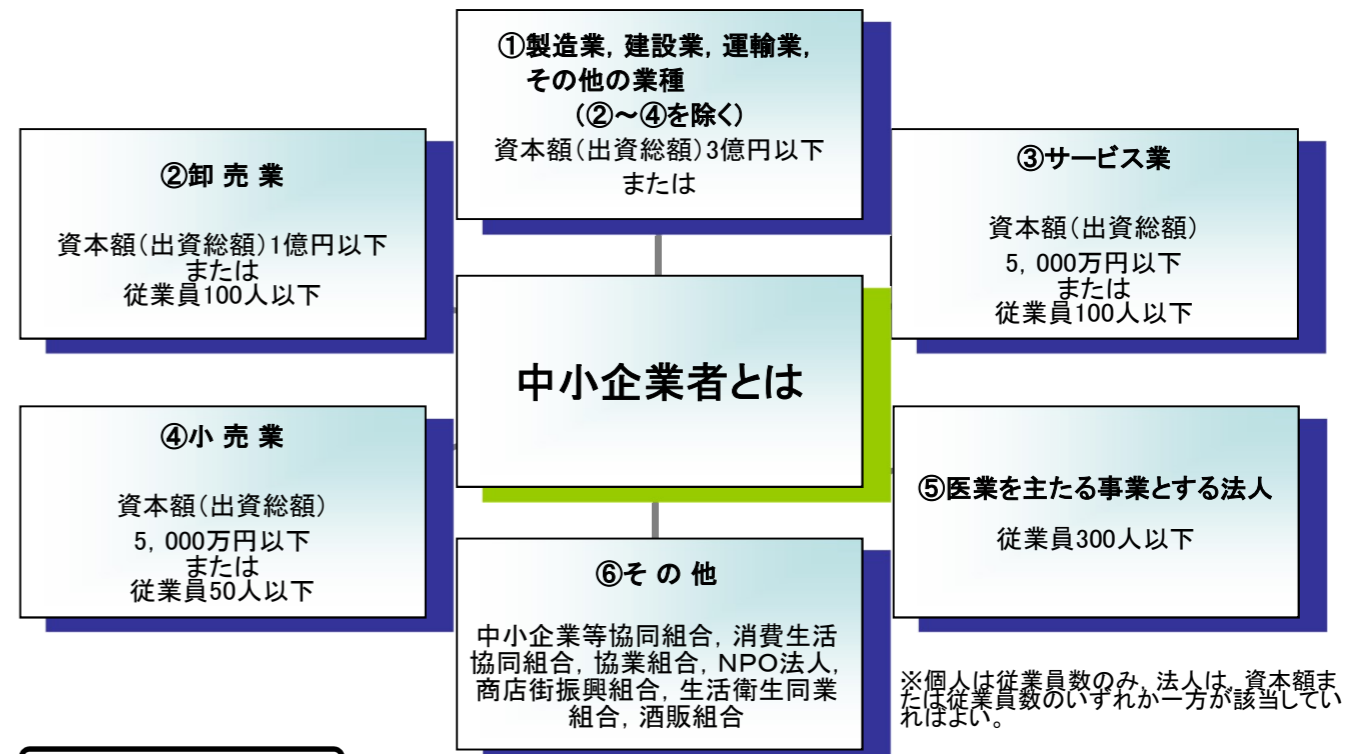 ①製造業，建設業，運輸業，
その他の業種
（②～④を除く）
資本額（出資総額）3億円以下
または
②卸 売 業
資本額（出資総額）1億円以下
または
従業員100人以下
③サービス業
資本額（出資総額）
5，000万円以下
または
従業員100人以下
中小企業者とは
④小 売 業
資本額（出資総額）
5，000万円以下
または
従業員50人以下
⑤医業を主たる事業とする法人
従業員300人以下
⑥そ の 他
中小企業等協同組合，消費生活
協同組合，協業組合，NPO法人，
商店街振興組合，生活衛生同業
組合，酒販組合
※個人は従業員数のみ，法人は，資本額ま
たは従業員数のいずれか一方が該当してい
ればよい。